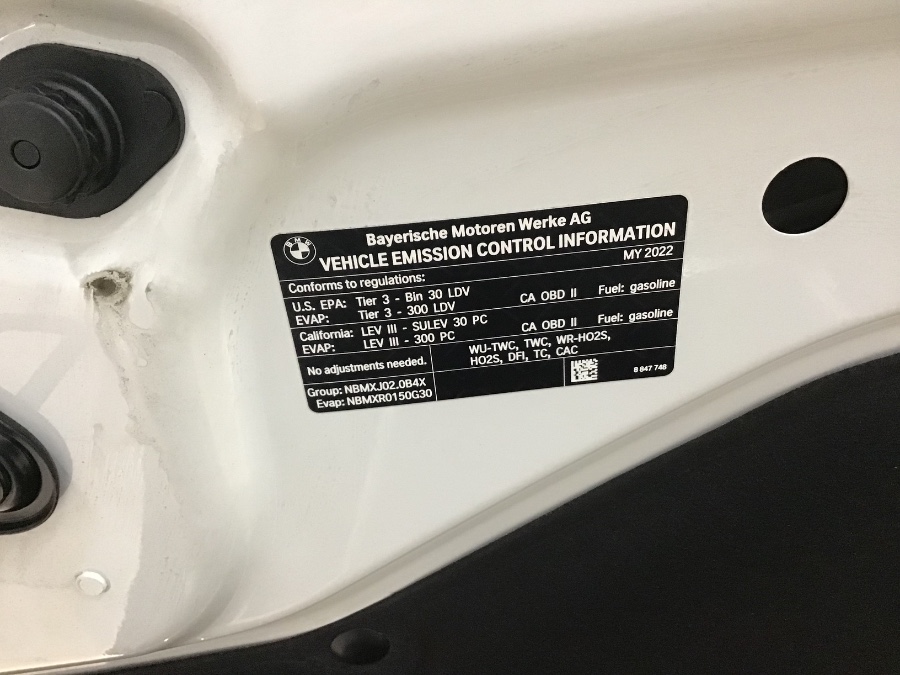 BMW
Bayerische Motoren Werke AG
VEHICLE EMISSION CONTROL INFORMATION
MY 2022
Conforms to regulations:
U.S. EPA: Tier 3 - Bin 30 LDV CA OBD II Fuel: gasoline
EVAP: Tier 3 - 300 LDV
California: LEV III - SULEV 30 PC CA OBD II Fuel: gasoline
EVAP: LEV III - 300 PC
No adjustments needed.
WU-TWC, TWC, WR-HO2S,
HO2S, DFI, TC, CAC
Group: NBMXJ02.0B4X
Evap: NBMXR0150G30
8 847 748